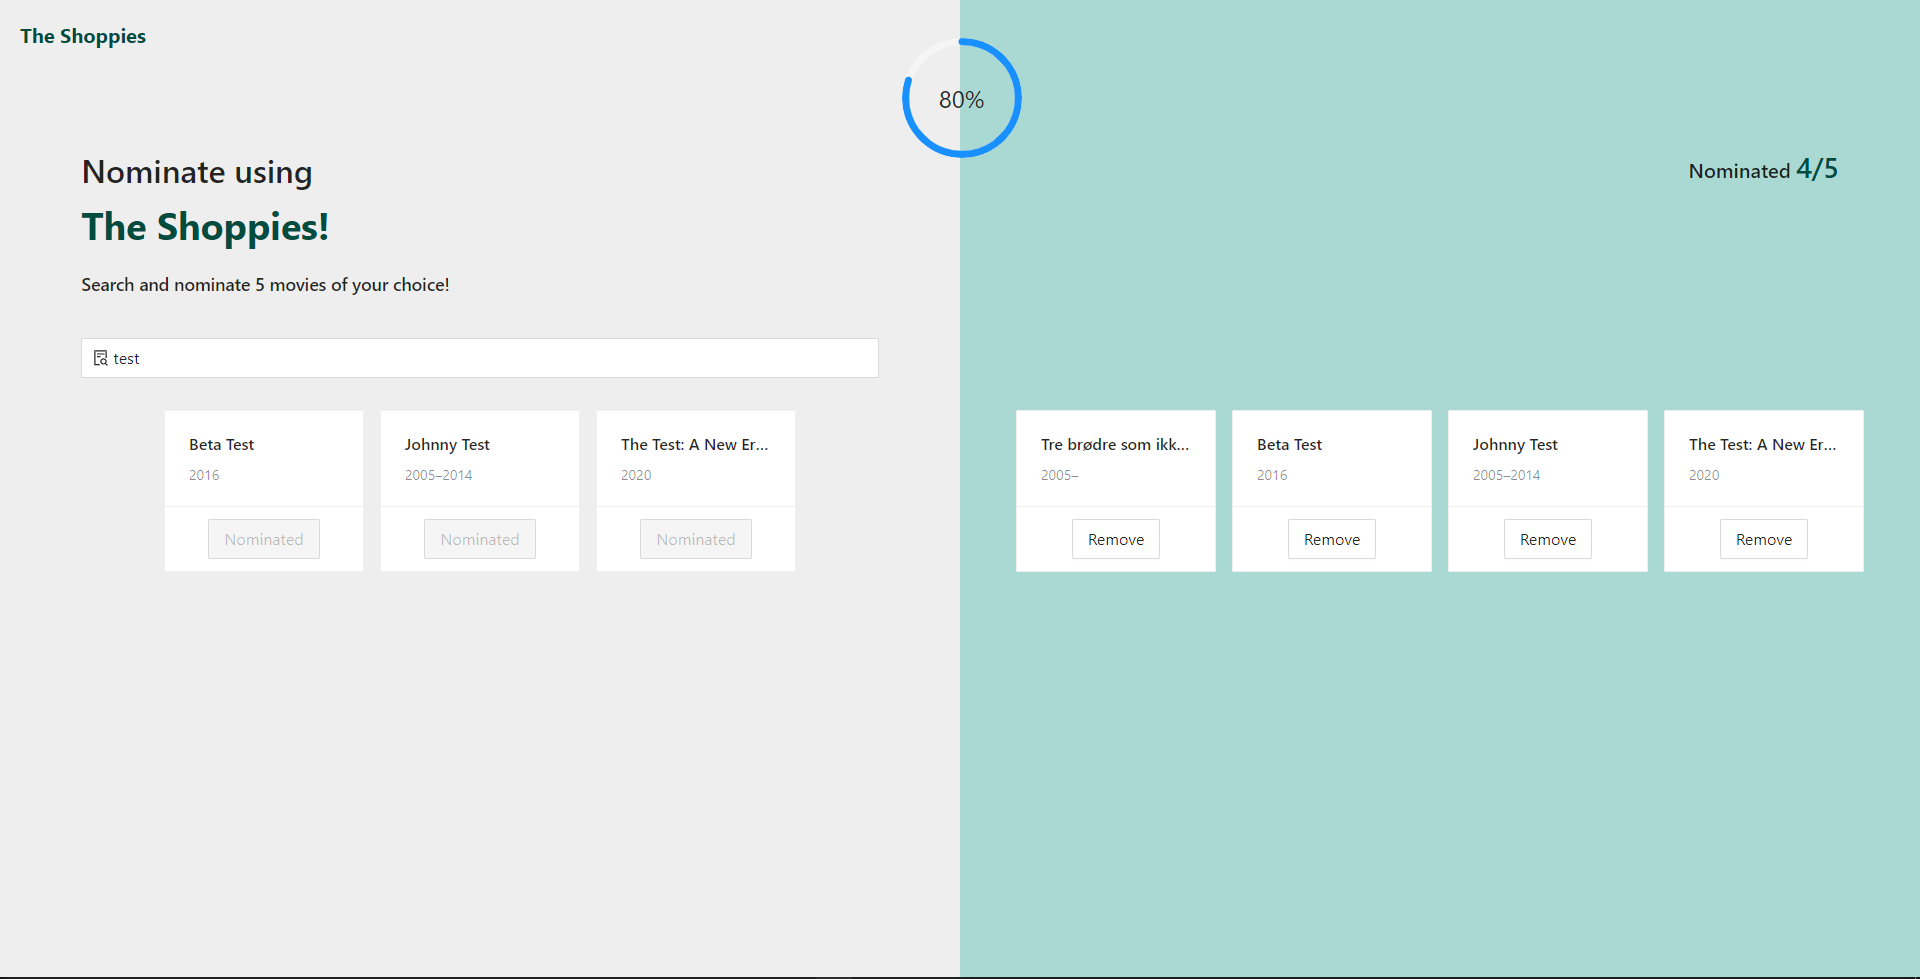 The Shoppies
80%
Nominate using
The Shoppies!
Search and nominate 5 movies of your choice!
test
Beta Test
2016
Nominated
Johnny Test
2005–2014
Nominated
The Test: A New Er...
2020
Nominated
Nominated 4/5
Tre brødre som ikk...
2005–
Remove
Beta Test
2016
Remove
Johnny Test
2005–2014
Remove
The Test: A New Er...
2020
Remove